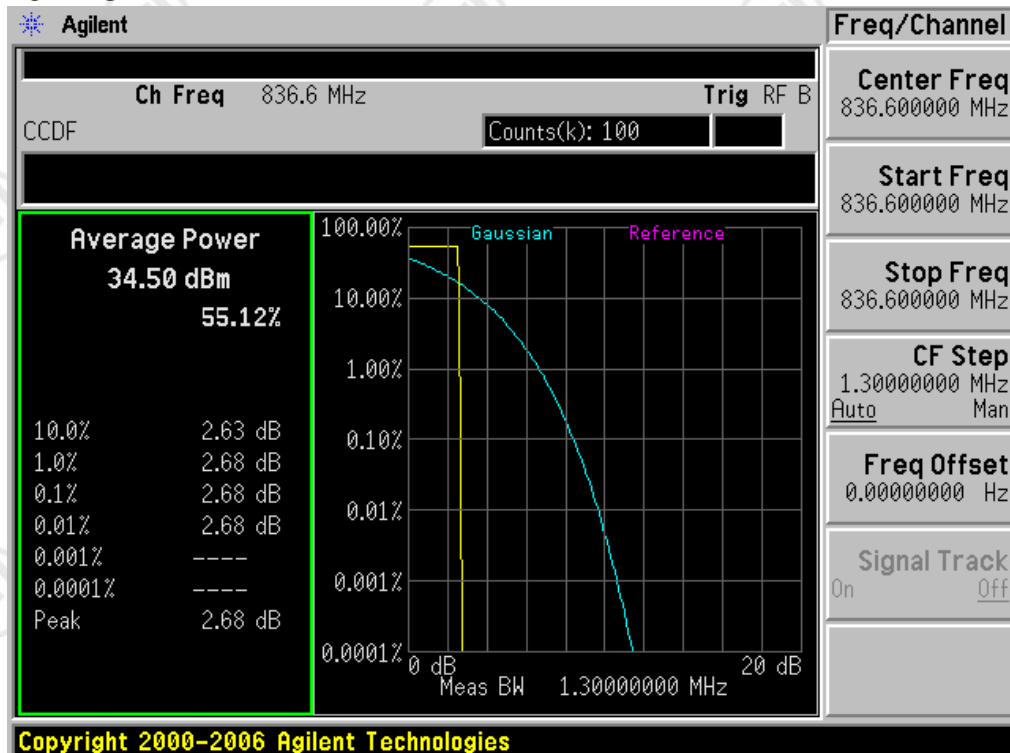 Agilent
Ch Freq 836.6 MHz Trig RF B
CCDF Counts(k): 100
Average Power
34.50 dBm
55.12%
10.0% 2.63 dB
1.0% 2.68 dB
0.1% 2.68 dB
0.01% 2.68 dB
0.001% ----
0.0001% ----
Peak 2.68 dB
Gaussian Reference
100.00%
10.00%
1.00%
0.10%
0.01%
0.001%
0.0001%
0 dB 20 dB
Meas BW 1.30000000 MHz
Freq/Channel
Center Freq
836.600000 MHz
Start Freq
836.600000 MHz
Stop Freq
836.600000 MHz
CF Step
1.30000000 MHz
Auto Man
Freq Offset
0.00000000 Hz
Signal Track
On Off
Copyright 2000-2006 Agilent Technologies